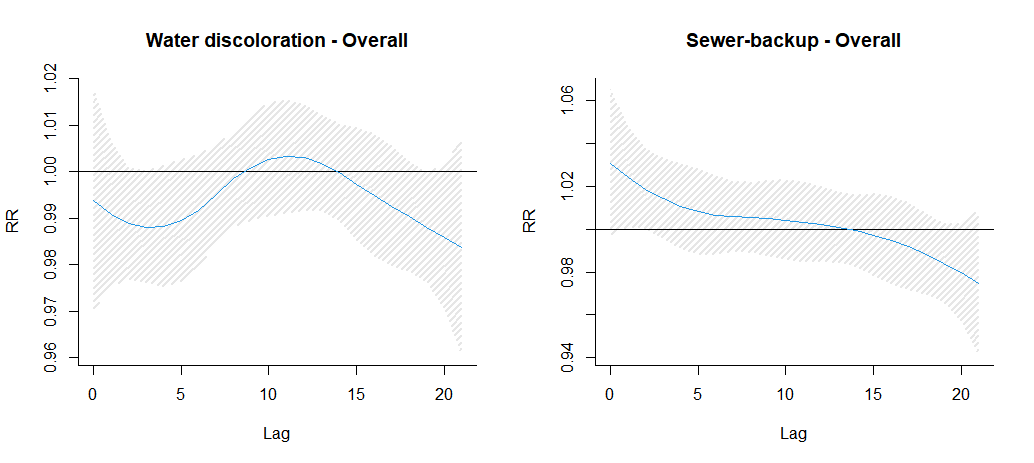 Water discoloration - Overall
RR
1.02
1.01
1.00
0.99
0.98
0.97
0.96
0 5 10 15 20
Lag
Sewer-backup - Overall
RR
1.06
1.02
0.98
0.94
0 5 10 15 20
Lag